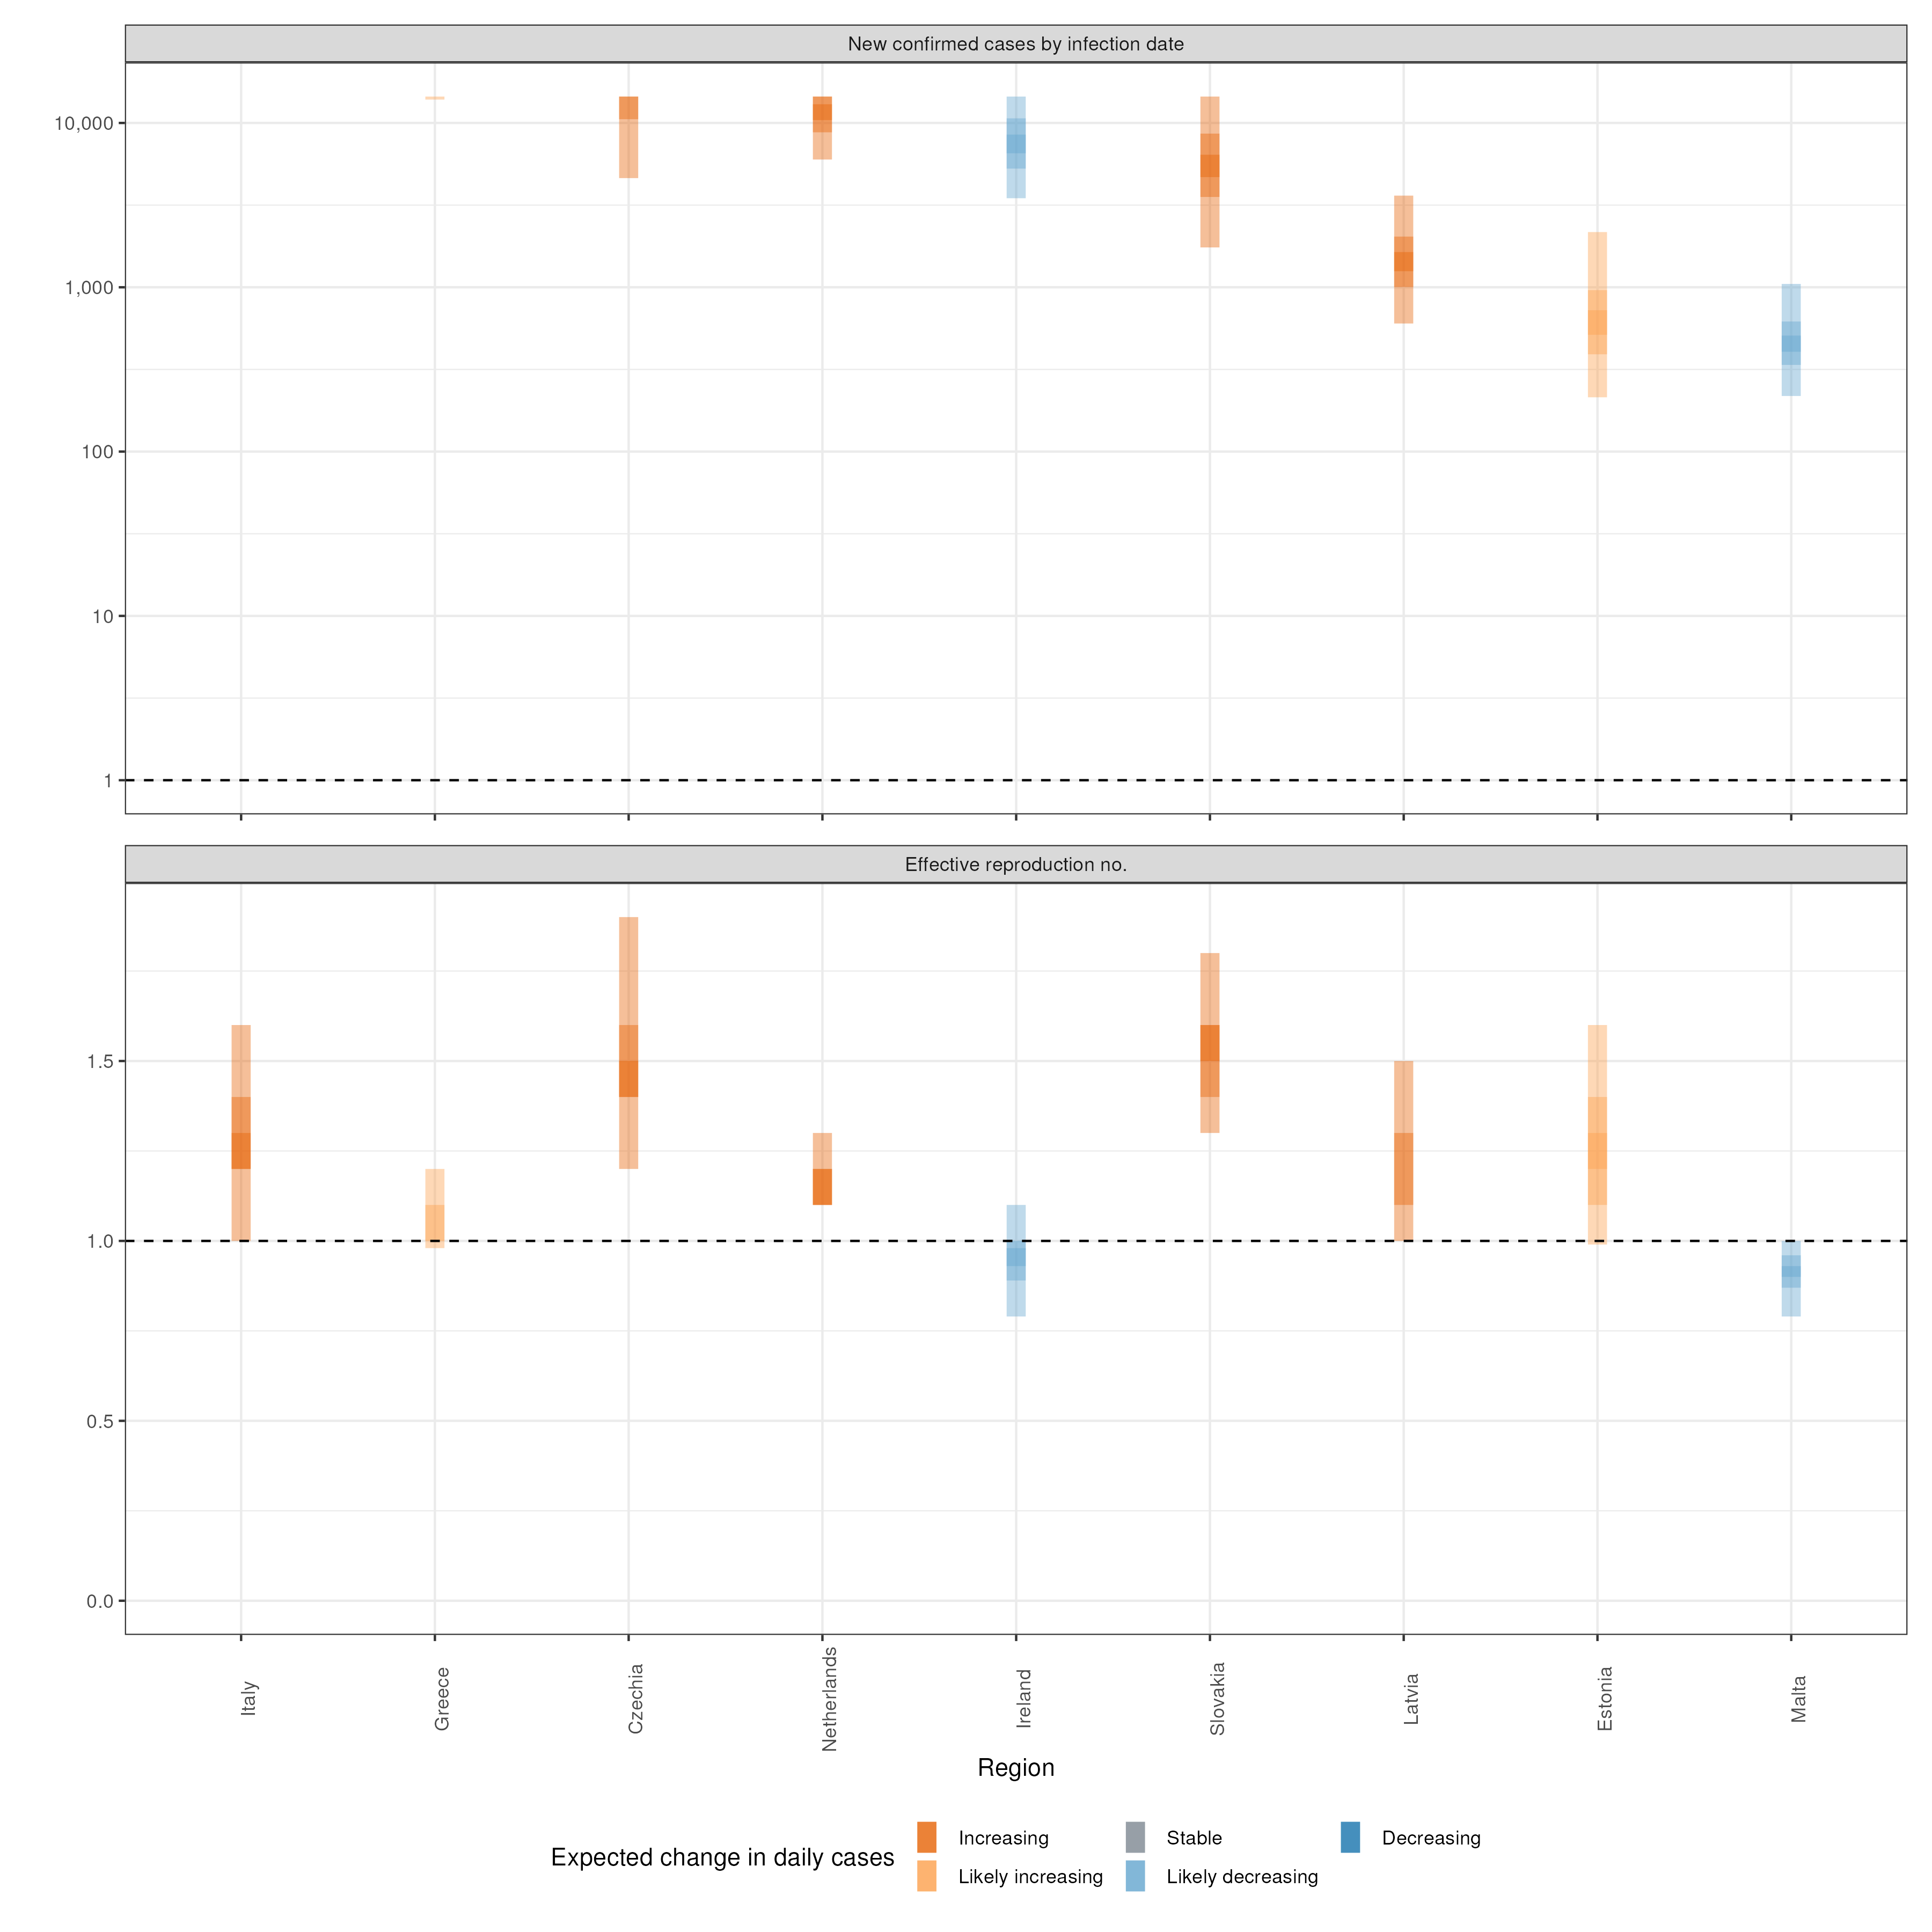 New confirmed cases by infection date
10,000
1,000
100
10
1
Effective reproduction no.
1.5
1.0
0.5
0.0
Italy
Greece
Czechia
Netherlands
Ireland
Slovakia
Latvia
Estonia
Malta
Region
Expected change in daily cases
Increasing
Stable
Decreasing
Likely increasing
Likely decreasing